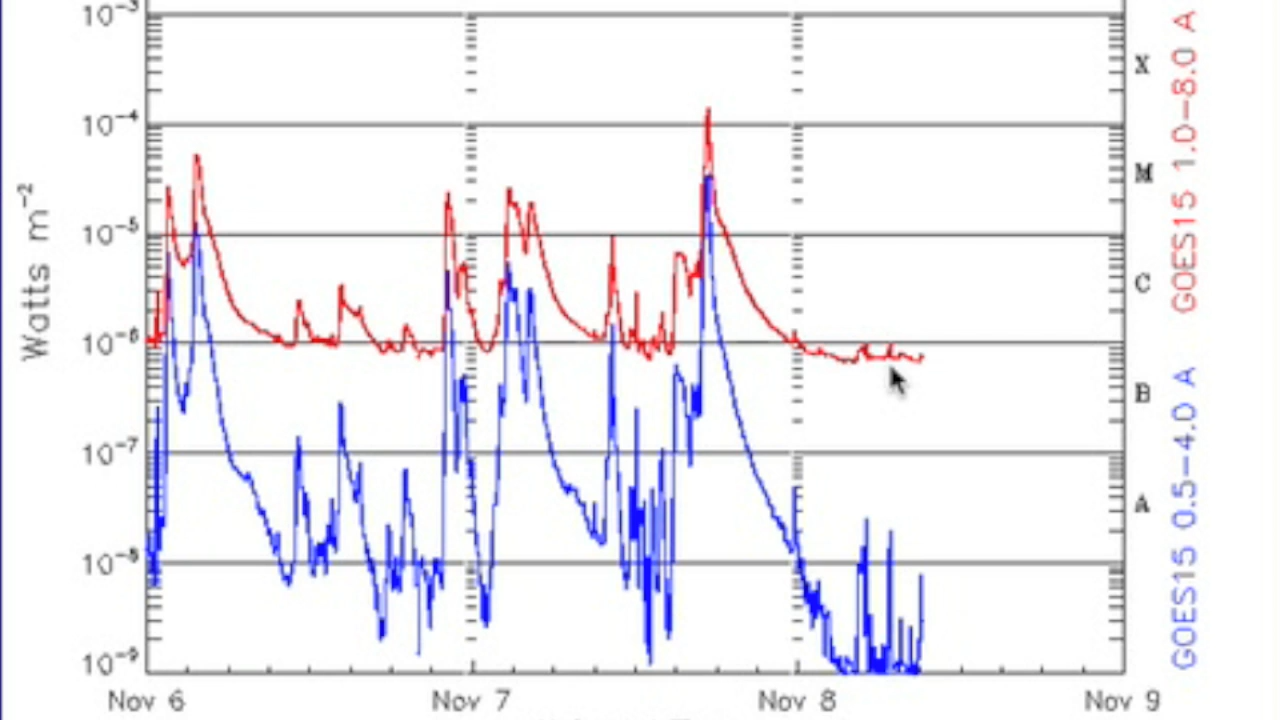 10⁻³
10⁻⁴
10⁻⁵
10⁻⁶
10⁻⁷
10⁻⁸
10⁻⁹
Watts m⁻²
Nov 6
Nov 7
Nov 8
Nov 9
X
M
C
B
A
GOES15 1.0–8.0 A
GOES15 0.5–4.0 A